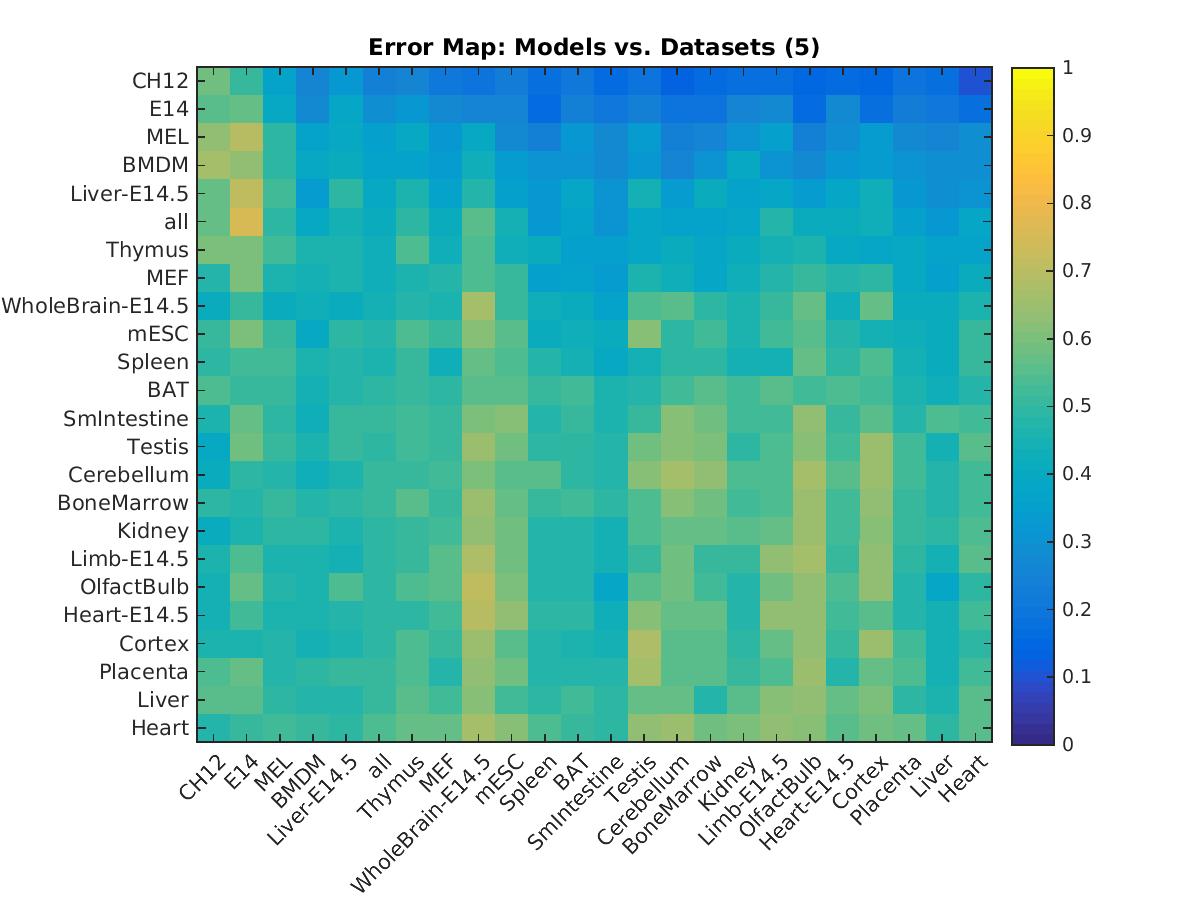 Error Map: Models vs. Datasets (5)
CH12
E14
MEL
BMDM
Liver-E14.5
all
Thymus
MEF
WholeBrain-E14.5
mESC
Spleen
BAT
SmIntestine
Testis
Cerebellum
BoneMarrow
Kidney
Limb-E14.5
OlfactBulb
Heart-E14.5
Cortex
Placenta
Liver
Heart
CH12
E14
MEL
BMDM
Liver-E14.5
all
Thymus
MEF
WholeBrain-E14.5
mESC
Spleen
BAT
SmIntestine
Testis
Cerebellum
BoneMarrow
Kidney
Limb-E14.5
OlfactBulb
Heart-E14.5
Cortex
Placenta
Liver
Heart
1
0.9
0.8
0.7
0.6
0.5
0.4
0.3
0.2
0.1
0